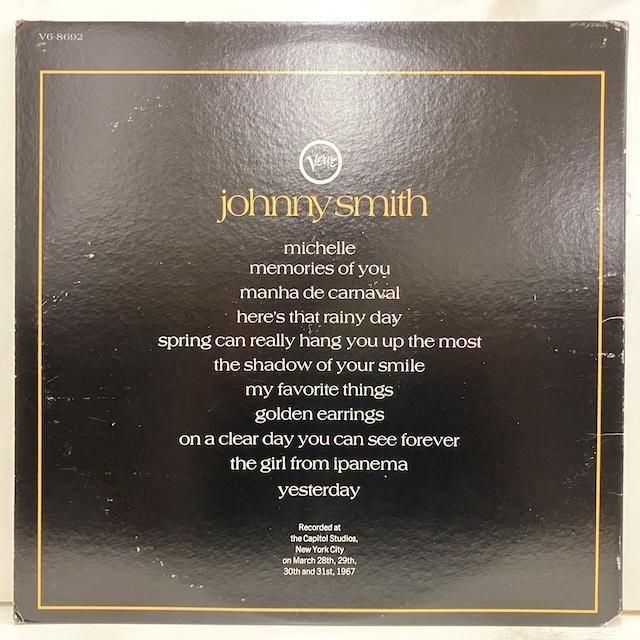 V6-8692
Verve
johnny smith
michelle
memories of you
manha de carnaval
here's that rainy day
spring can really hang you up the most
the shadow of your smile
my favorite things
golden earrings
on a clear day you can see forever
the girl from ipanema
yesterday
Recorded at
the Capitol Studios,
New York City
on March 28th, 29th,
30th and 31st, 1967